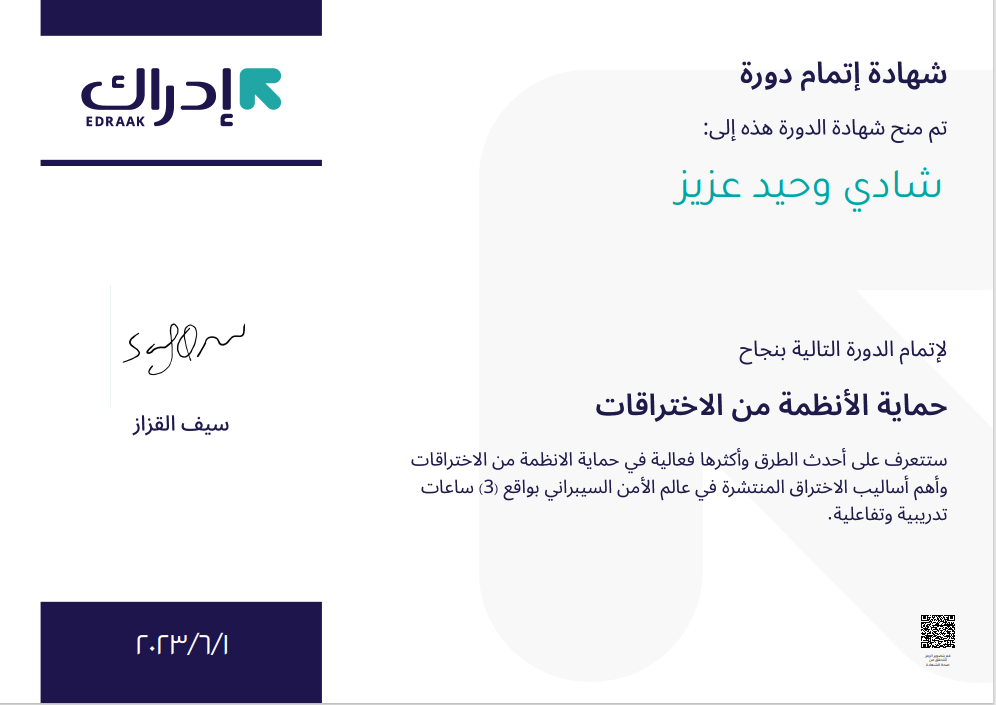 شهادة إتمام دورة
تم منح شهادة الدورة هذه إلى:
شادي وحيد عزيز
لإتمام الدورة التالية بنجاح
حماية الأنظمة من الاختراقات
ستتعرف على أحدث الطرق وأكثرها فعالية في حماية الانظمة من الاختراقات
وأهم أساليب الاختراق المنتشرة في عالم الأمن السيبراني بواقع (3) ساعات
تدريبية وتفاعلية.
إدراك
EDRAAK
سيف القزاز
٢٠٢٣/٦/١